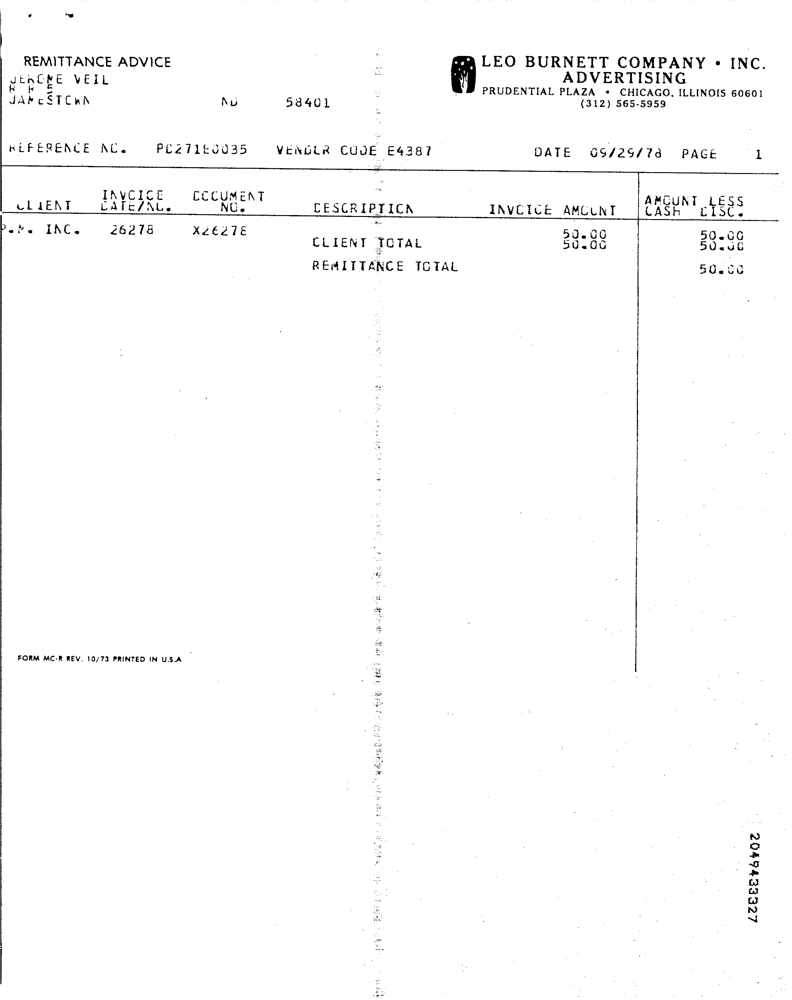 REMITTANCE ADVICE
LEO BURNETT COMPANY • INC.
ADVERTISING
PRUDENTIAL PLAZA • CHICAGO, ILLINOIS 60601
(312) 565-5959
JEROME VEIL
R R
JAMESTOWN ND 58401
REFERENCE NO. VENDOR CODE E4387 DATE 09/29/78 PAGE 1
CLIENT INVOICE DATE/NO. DOCUMENT NO. DESCRIPTION INVOICE AMOUNT AMOUNT LESS CASH DISC.
P.M. INC. 26278 X26278 50.00 50.00
CLIENT TOTAL 50.00 50.00
REMITTANCE TOTAL 50.00
FORM MC-R REV. 10/73 PRINTED IN U.S.A
2049433327